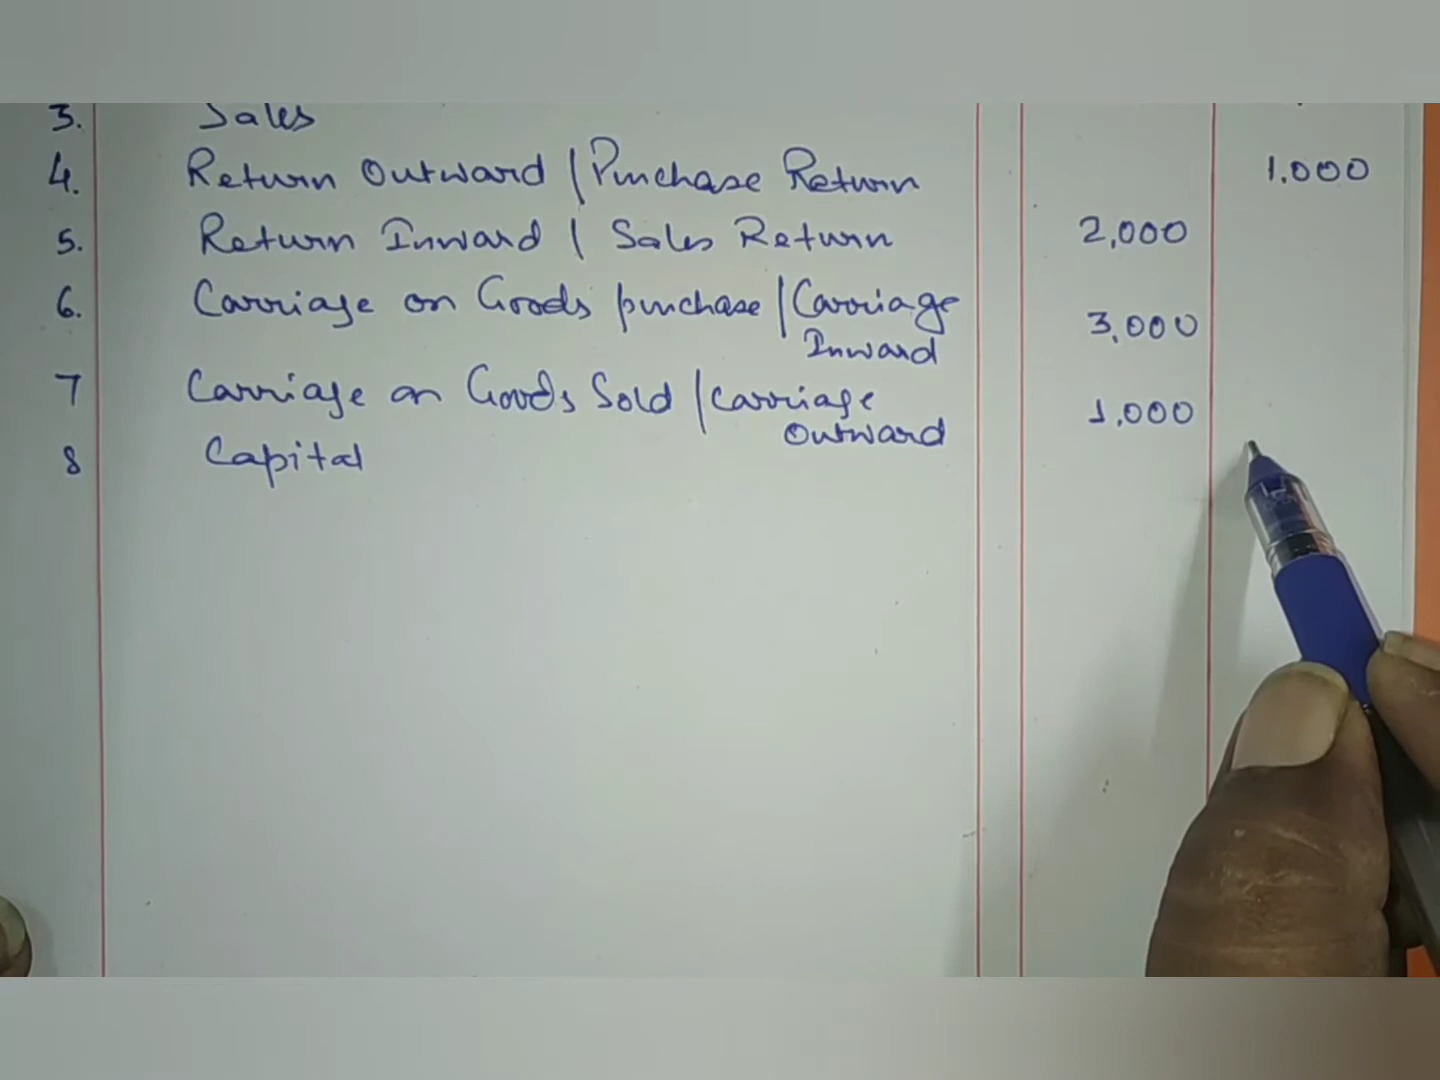 3. Sales
4. Return Outward / Purchase Return 1.000
5. Return Inward / Sales Return 2,000
6. Carriage on Goods purchase / Carriage
Inward 3,000
7 Carriage on Goods Sold / Carriage
Outward 1,000
8 Capital